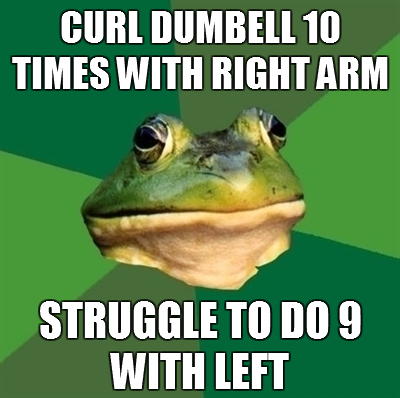 CURL DUMBELL 10
TIMES WITH RIGHT ARM
STRUGGLE TO DO 9
WITH LEFT